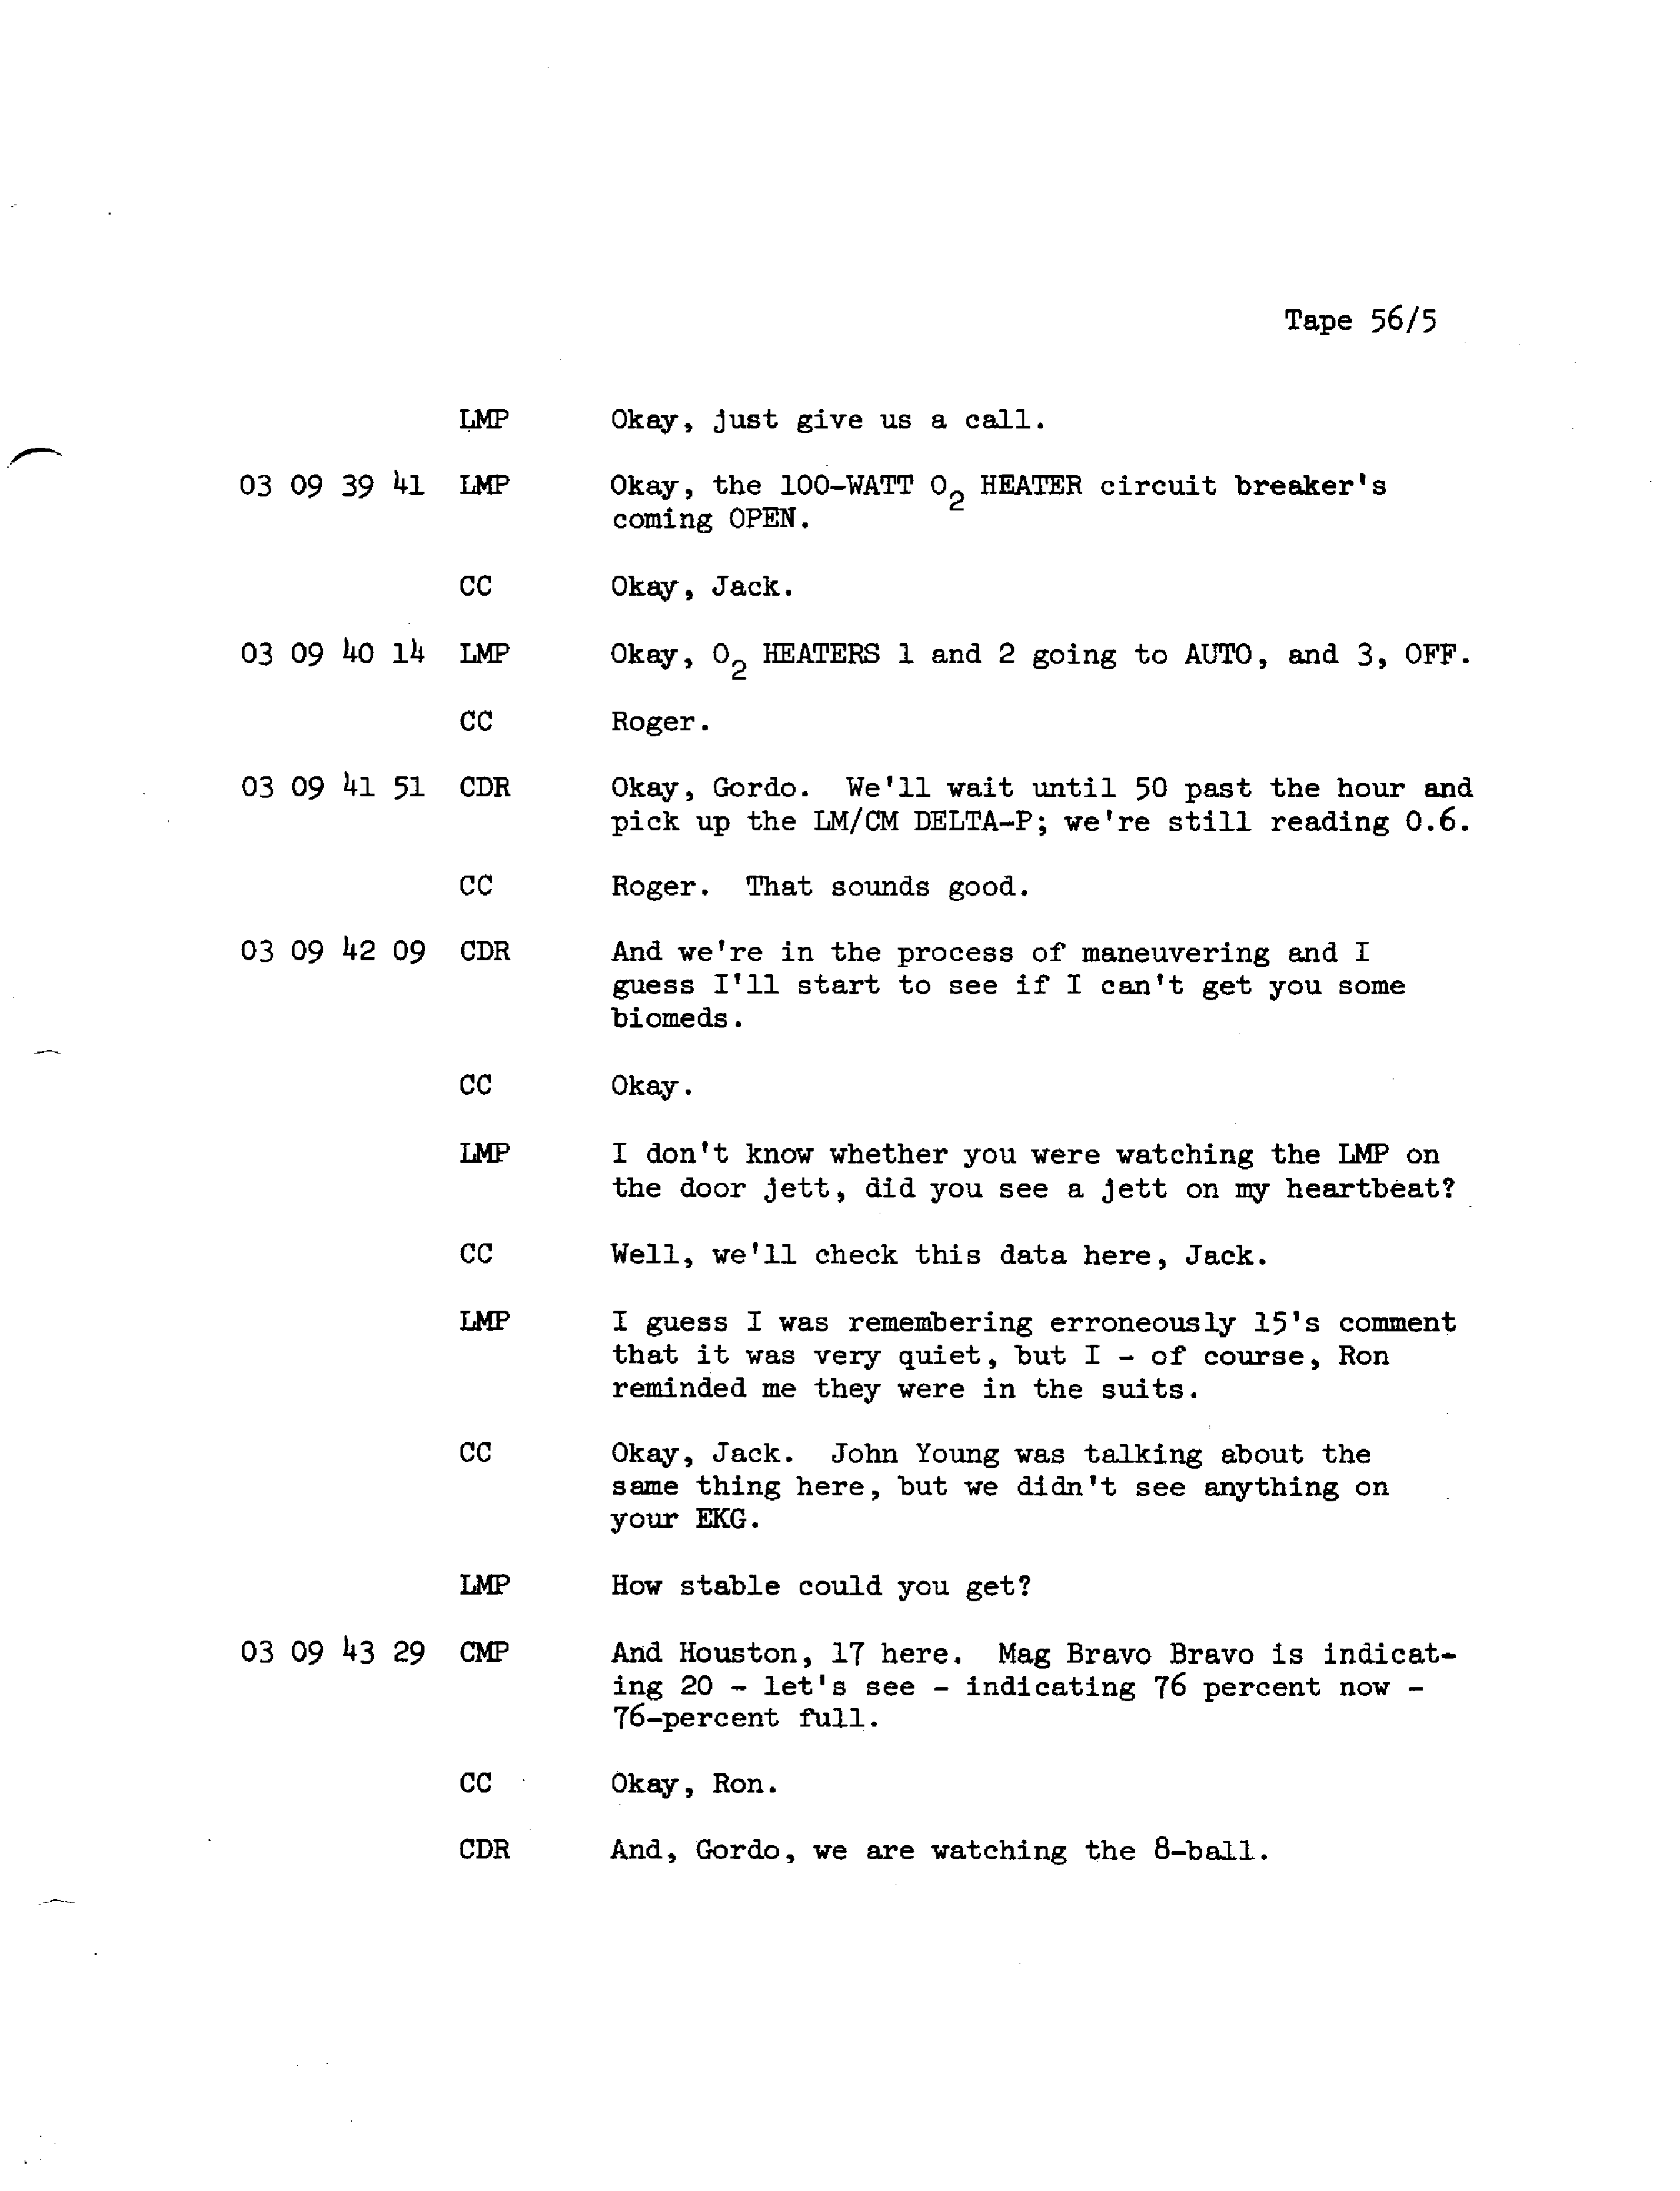 Tape 56/5
LMP Okay, just give us a call.
03 09 39 41 LMP Okay, the 100-WATT O2 HEATER circuit breaker's
coming OPEN.
CC Okay, Jack.
03 09 40 14 LMP Okay, O2 HEATERS 1 and 2 going to AUTO, and 3, OFF.
CC Roger.
03 09 41 51 CDR Okay, Gordo. We'll wait until 50 past the hour and
pick up the LM/CM DELTA-P; we're still reading 0.6.
CC Roger. That sounds good.
03 09 42 09 CDR And we're in the process of maneuvering and I
guess I'll start to see if I can't get you some
biomeds.
CC Okay.
LMP I don't know whether you were watching the LMP on
the door jett, did you see a jett on my heartbeat?
CC Well, we'll check this data here, Jack.
LMP I guess I was remembering erroneously 15's comment
that it was very quiet, but I - of course, Ron
reminded me they were in the suits.
CC Okay, Jack. John Young was talking about the
same thing here, but we didn't see anything on
your EKG.
LMP How stable could you get?
03 09 43 29 CMP And Houston, 17 here. Mag Bravo Bravo is indicat-
ing 20 - let's see - indicating 76 percent now -
76-percent full.
CC Okay, Ron.
CDR And, Gordo, we are watching the 8-ball.